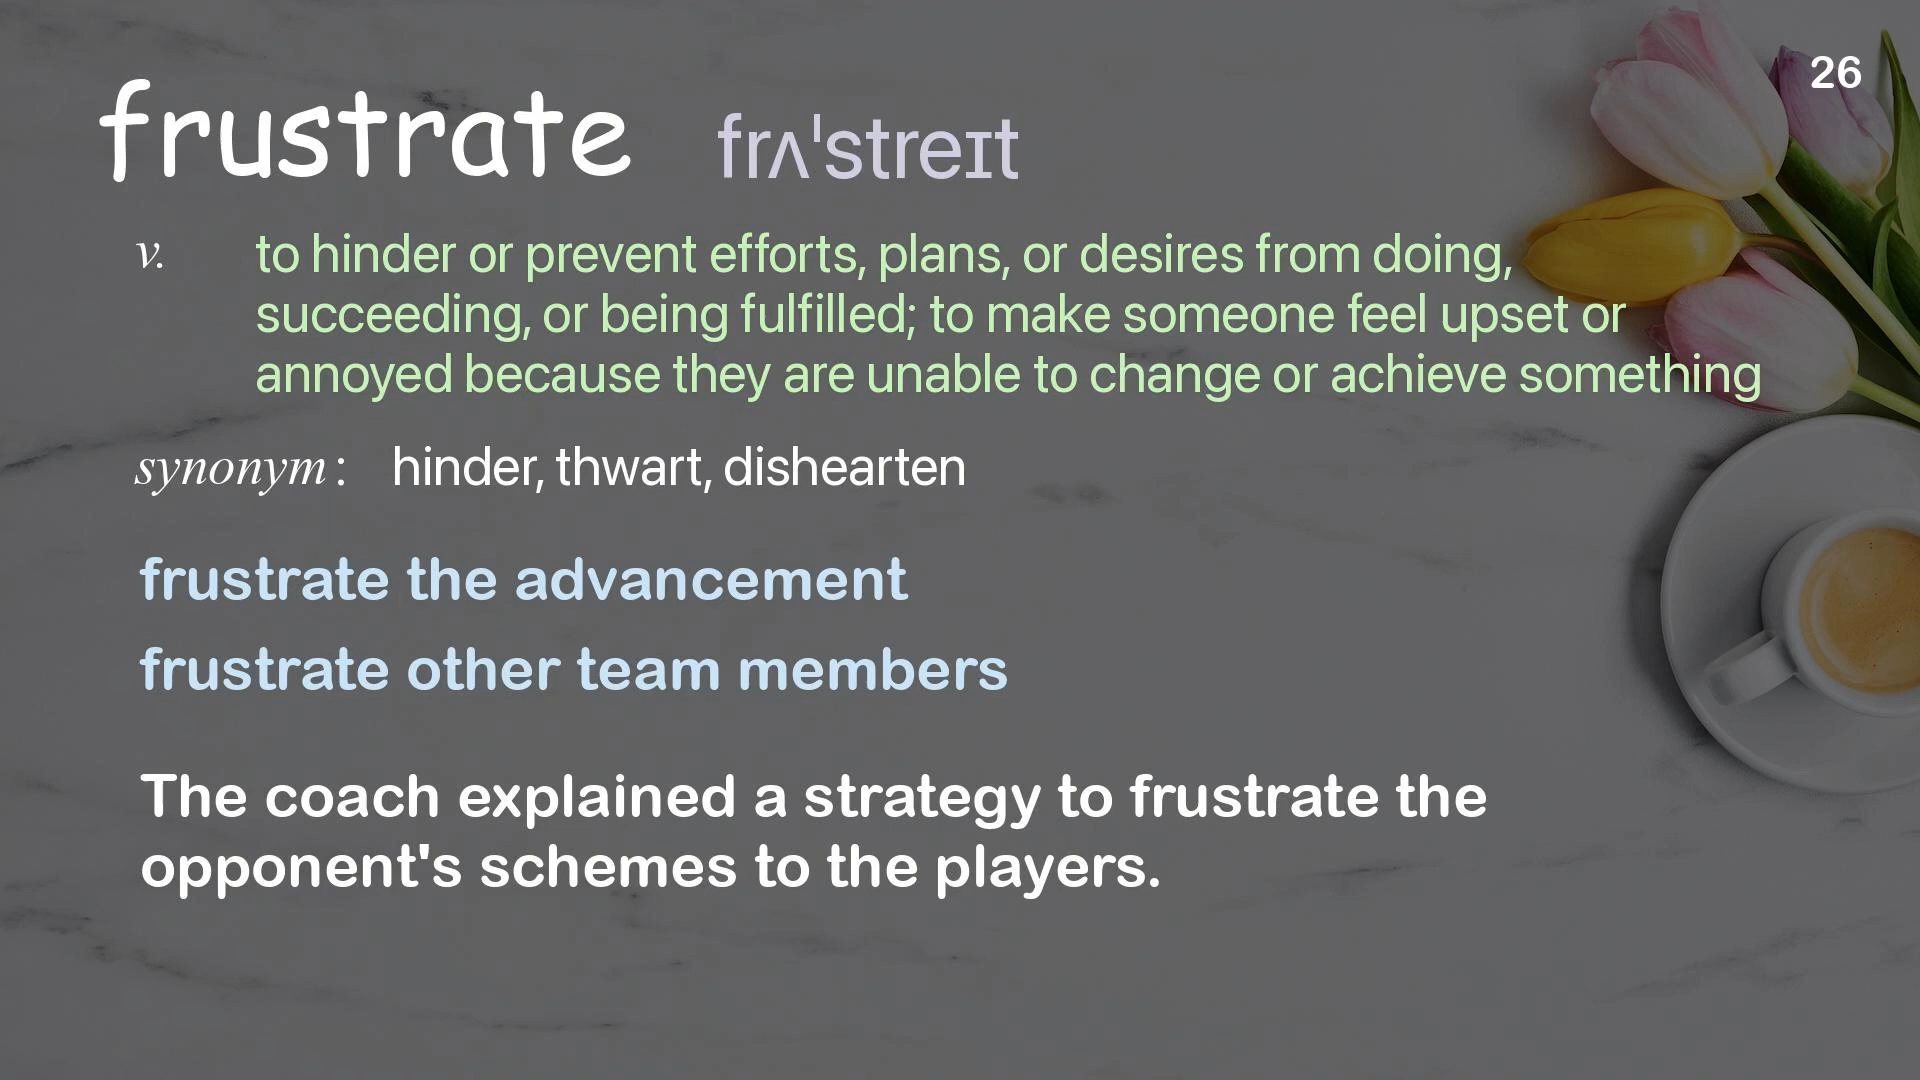 26
frustrate frʌˈstreɪt
v. to hinder or prevent efforts, plans, or desires from doing,
succeeding, or being fulfilled; to make someone feel upset or
annoyed because they are unable to change or achieve something
synonym : hinder, thwart, dishearten
frustrate the advancement
frustrate other team members
The coach explained a strategy to frustrate the
opponent's schemes to the players.